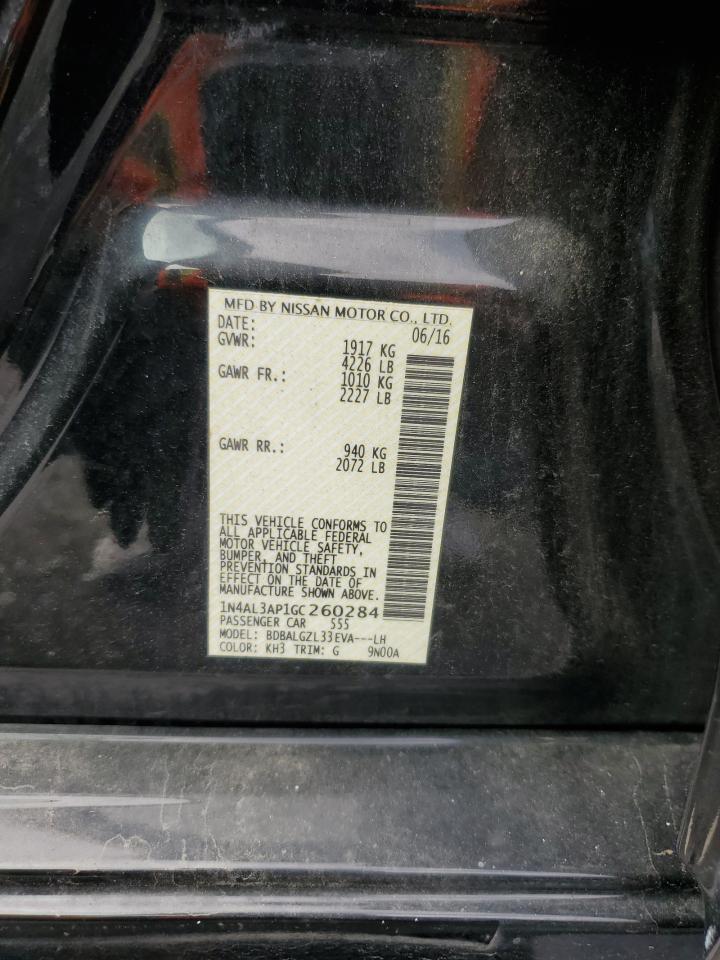 MFD BY NISSAN MOTOR CO., LTD.
DATE: 06/16
GVWR: 1917 KG
4226 LB
GAWR FR.: 1010 KG
2227 LB
GAWR RR.: 940 KG
2072 LB
THIS VEHICLE CONFORMS TO
ALL APPLICABLE FEDERAL
MOTOR VEHICLE SAFETY,
BUMPER, AND THEFT
PREVENTION STANDARDS IN
EFFECT ON THE DATE OF
MANUFACTURE SHOWN ABOVE.
1N4AL3AP1GC260284
PASSENGER CAR 555
MODEL: BDBALGZL33EVA---LH
COLOR: KH3 TRIM: G 9N00A